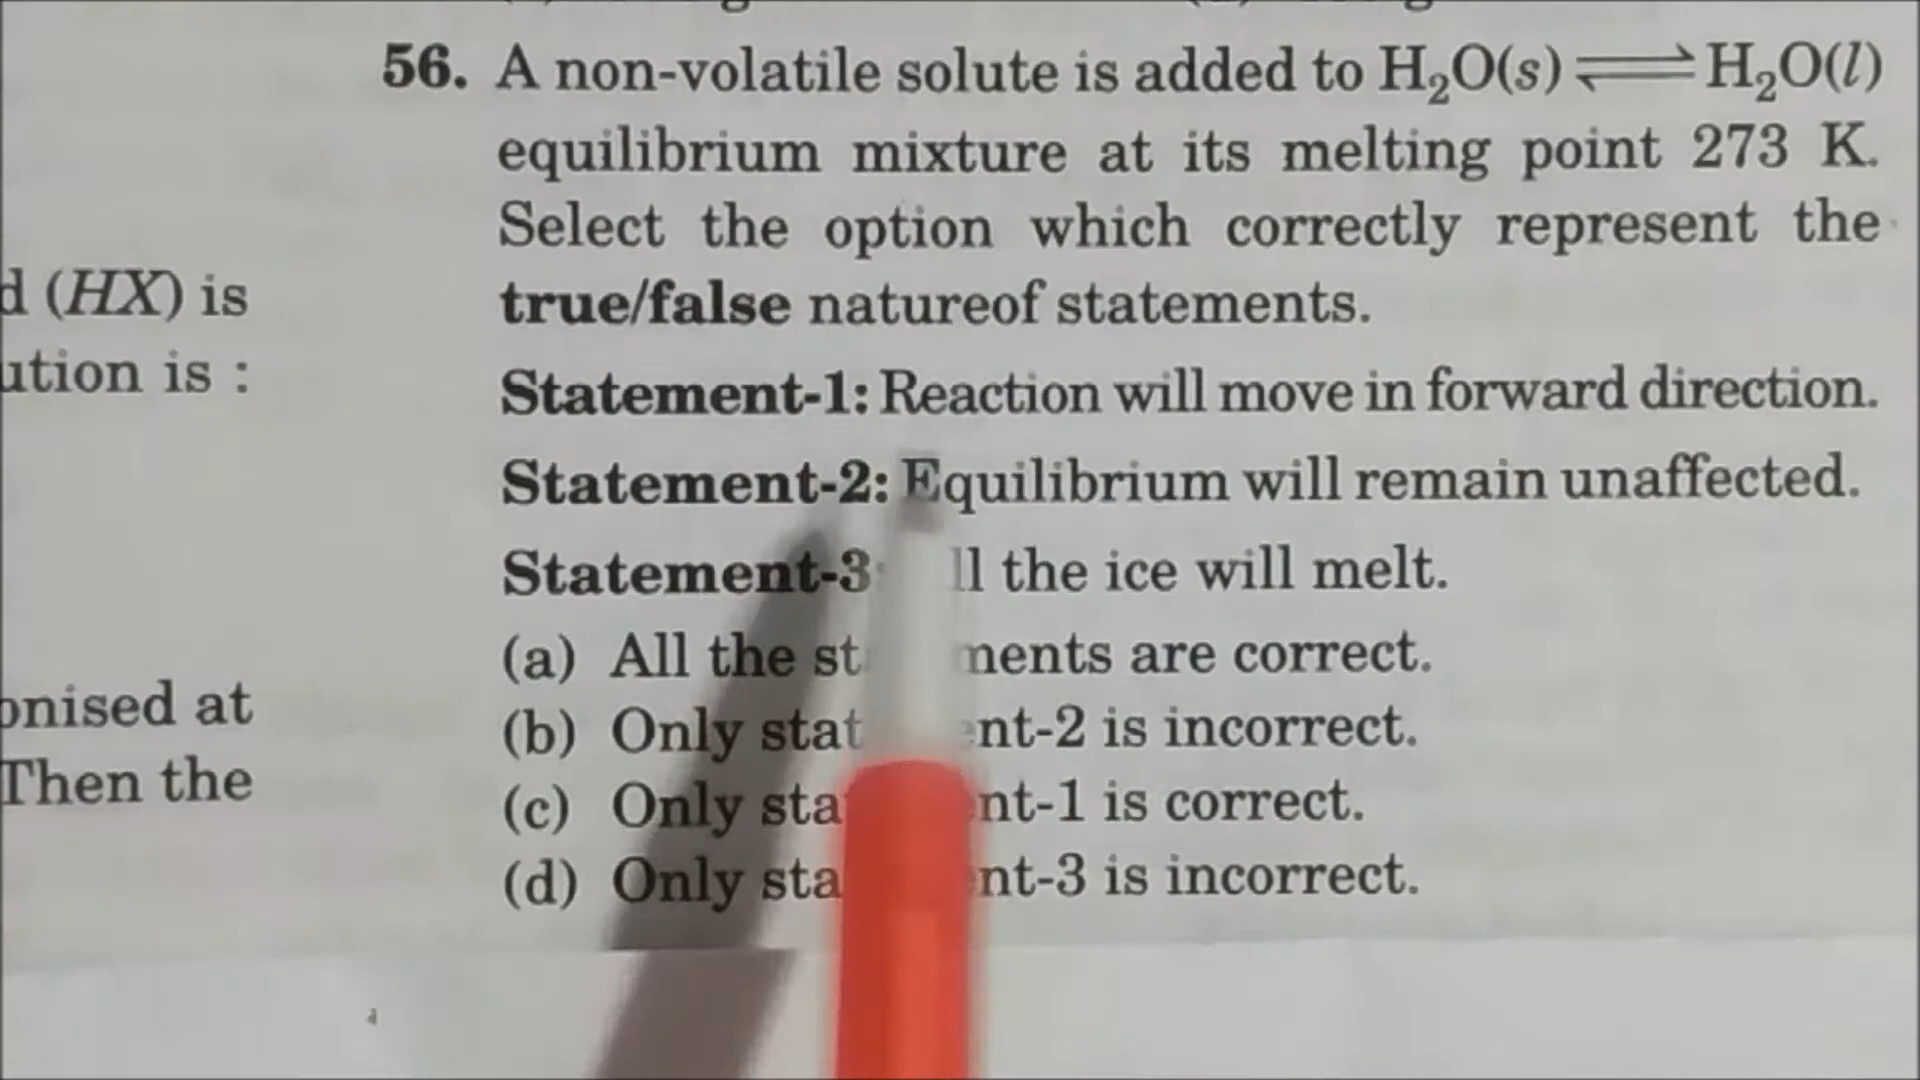 d (HX) is
ution is :
onised at
Then the
56. A non-volatile solute is added to H₂O(s) ⇌ H₂O(l)
equilibrium mixture at its melting point 273 K.
Select the option which correctly represent the
true/false natureof statements.
Statement-1: Reaction will move in forward direction.
Statement-2: Equilibrium will remain unaffected.
Statement-3: ll the ice will melt.
(a) All the st ments are correct.
(b) Only stat nt-2 is incorrect.
(c) Only sta nt-1 is correct.
(d) Only sta nt-3 is incorrect.